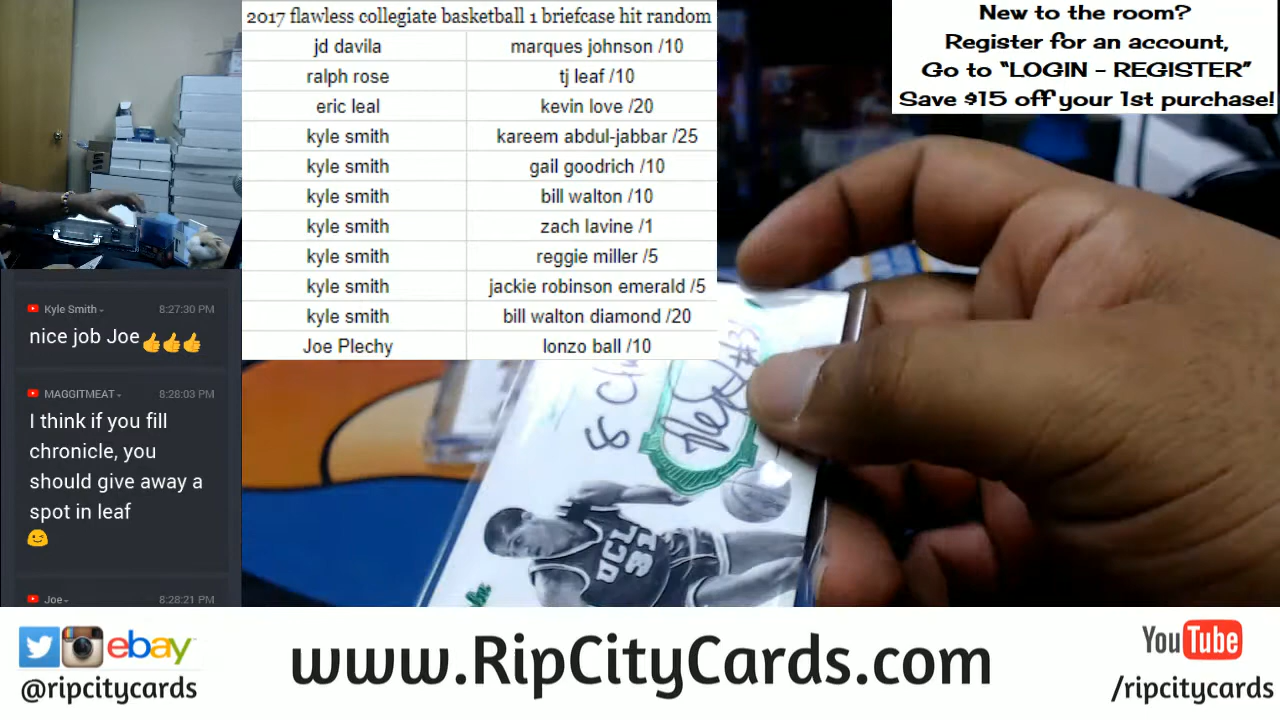 2017 flawless collegiate basketball 1 briefcase hit random
jd davila marques johnson /10
ralph rose tj leaf /10
eric leal kevin love /20
kyle smith kareem abdul-jabbar /25
kyle smith gail goodrich /10
kyle smith bill walton /10
kyle smith zach lavine /1
kyle smith reggie miller /5
kyle smith jackie robinson emerald /5
kyle smith bill walton diamond /20
Joe Plechy lonzo ball /10
New to the room?
Register for an account,
Go to “LOGIN - REGISTER”
Save $15 off your 1st purchase!
Kyle Smith 8:27:30 PM
nice job Joe👍👍👍
MAGGITMEAT 8:28:03 PM
I think if you fill
chronicle, you
should give away a
spot in leaf
😉
Joe 8:28:21 PM
8
#3
UCL
31
ebay
@ripcitycards
www.RipCityCards.com
YouTube
/ripcitycards